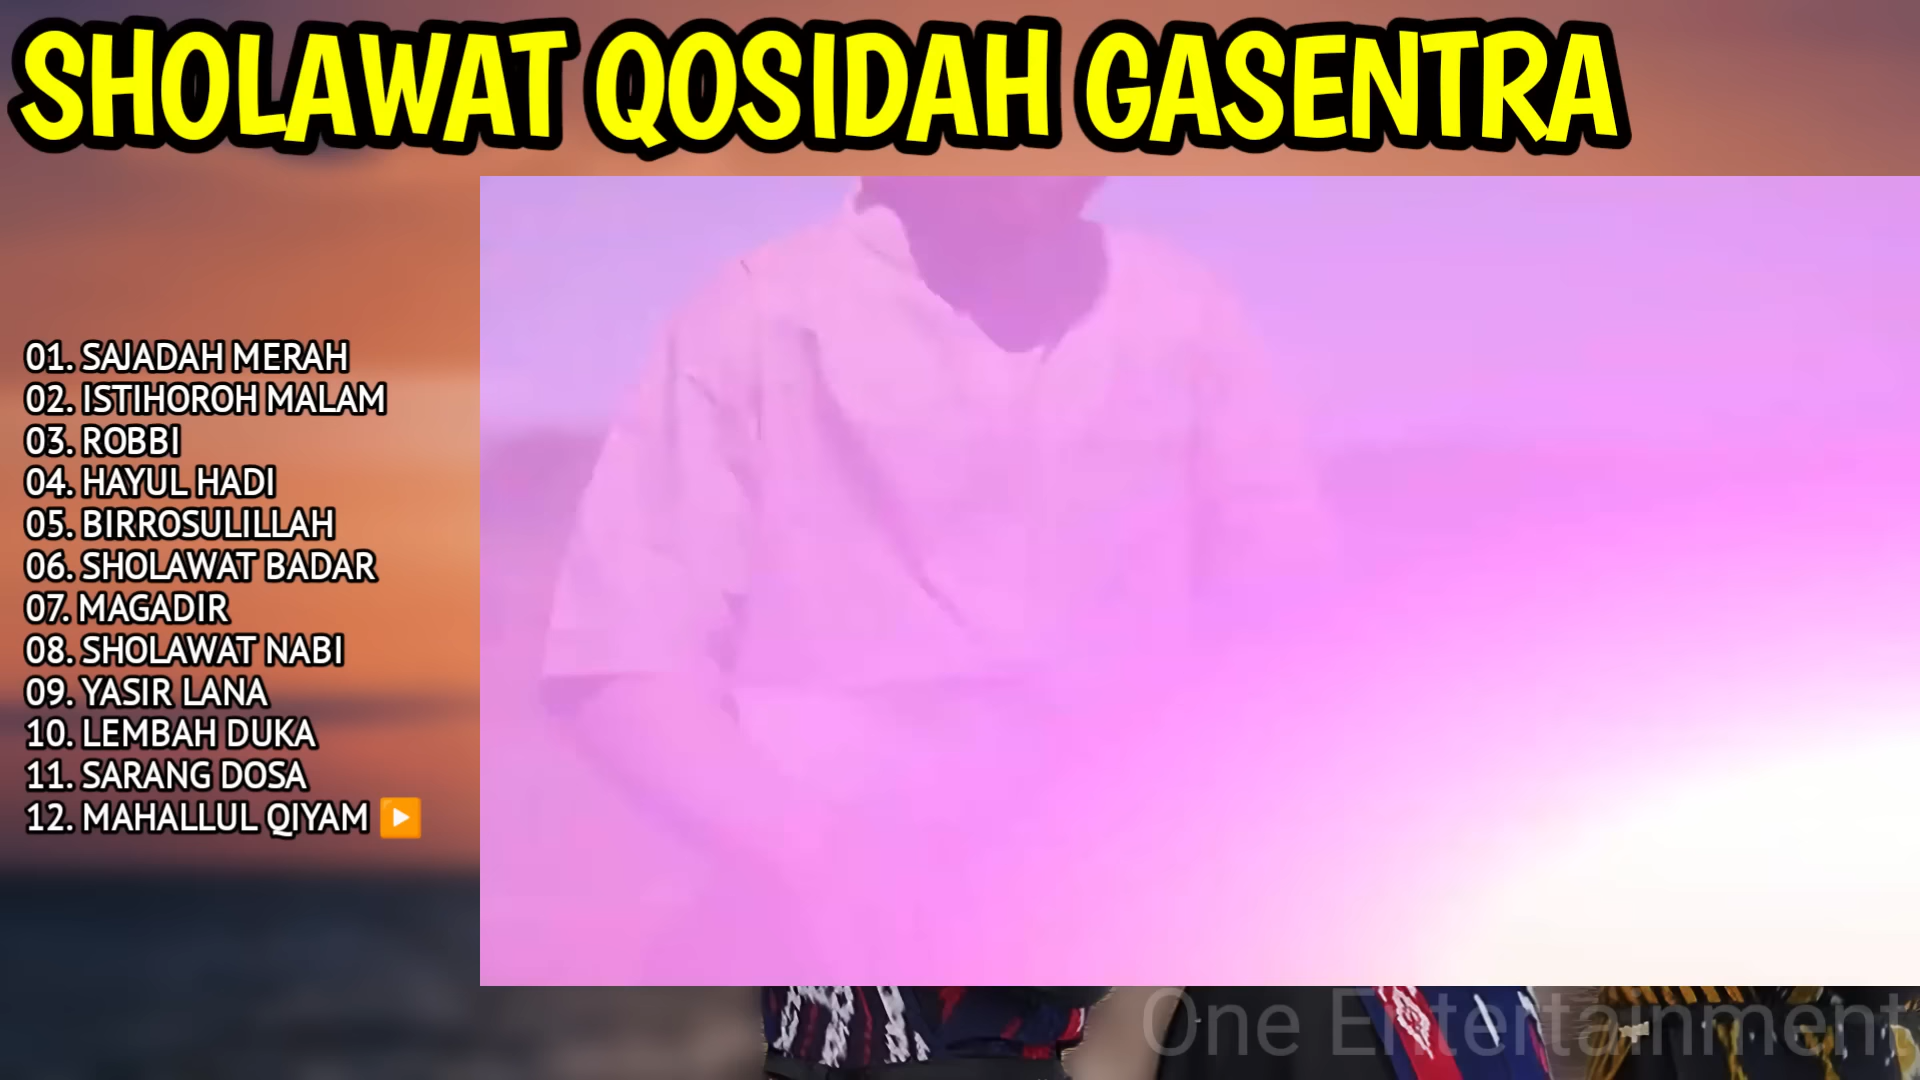 SHOLAWAT QOSIDAH GASENTRA
01. SAJADAH MERAH
02. ISTIHOROH MALAM
03. ROBBI
04. HAYUL HADI
05. BIRROSULILLAH
06. SHOLAWAT BADAR
07. MAGADIR
08. SHOLAWAT NABI
09. YASIR LANA
10. LEMBAH DUKA
11. SARANG DOSA
12. MAHALLUL QIYAM ▶️
One Entertainment